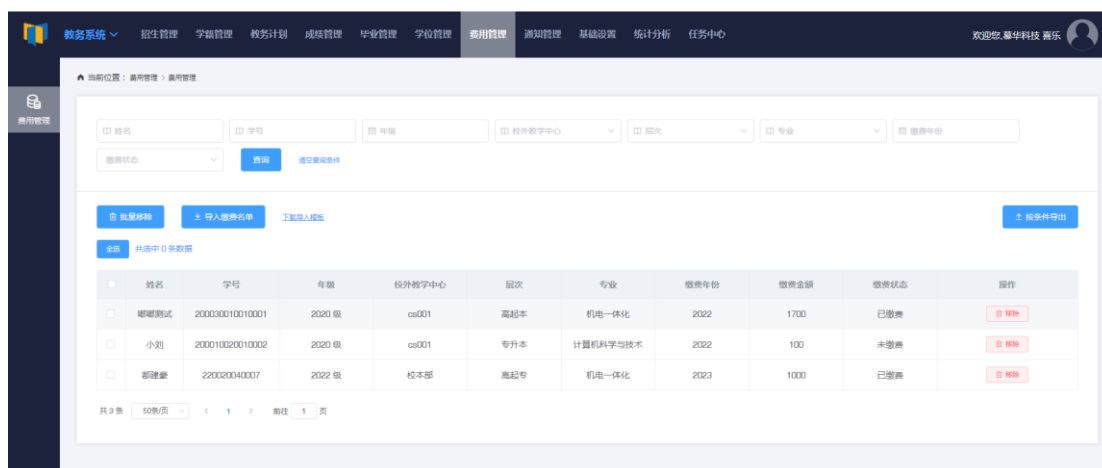 教务系统 招生管理 学籍管理 教务计划 成绩管理 毕业管理 学位管理 费用管理 通知管理 基础设置 统计分析 任务中心 欢迎您,慕华科技 喜乐
当前位置： 费用管理 > 费用管理
费用管理
姓名 学号 年级 校外教学中心 层次 专业 缴费年份
缴费状态 查询 清空查询条件
批量移除 导入缴费名单 下载导入模板 按条件导出
全选 共选中 0 条数据
姓名 学号 年级 校外教学中心 层次 专业 缴费年份 缴费金额 缴费状态 操作
嘟嘟测试 200030010010001 2020 级 cs001 高起本 机电一体化 2022 1700 已缴费 移除
小刘 200010020010002 2020 级 cs001 专升本 计算机科学与技术 2022 100 未缴费 移除
郝建豪 220020040007 2022 级 校本部 高起专 机电一体化 2023 1000 已缴费 移除
共 3 条 50条/页 < 1 > 前往 1 页